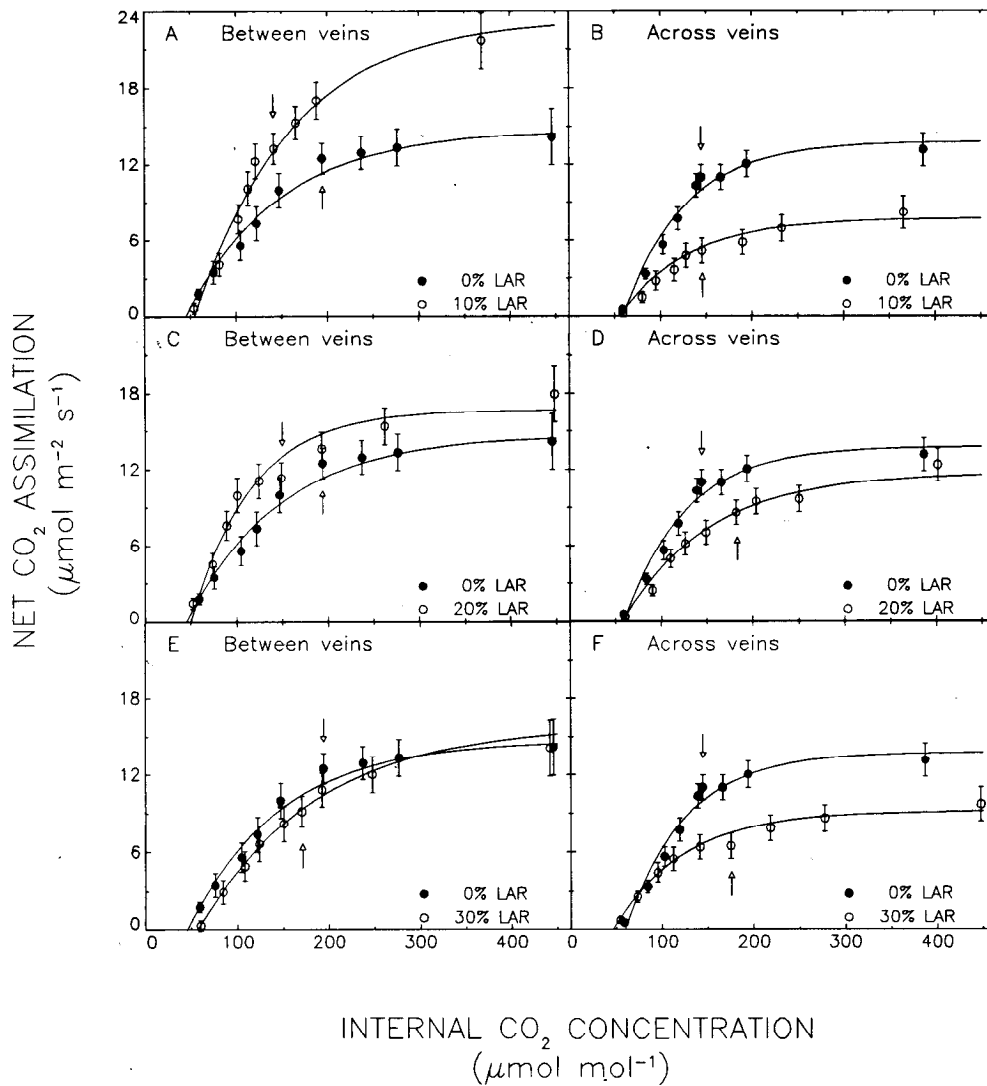 NET CO2 ASSIMILATION
(μmol m−2 s−1)
A Between veins
24
18
12
6
0
● 0% LAR
○ 10% LAR
B Across veins
● 0% LAR
○ 10% LAR
C Between veins
18
12
6
0
● 0% LAR
○ 20% LAR
D Across veins
● 0% LAR
○ 20% LAR
E Between veins
18
12
6
0
● 0% LAR
○ 30% LAR
F Across veins
● 0% LAR
○ 30% LAR
0 100 200 300 400 0 100 200 300 400
INTERNAL CO2 CONCENTRATION
(μmol mol−1)